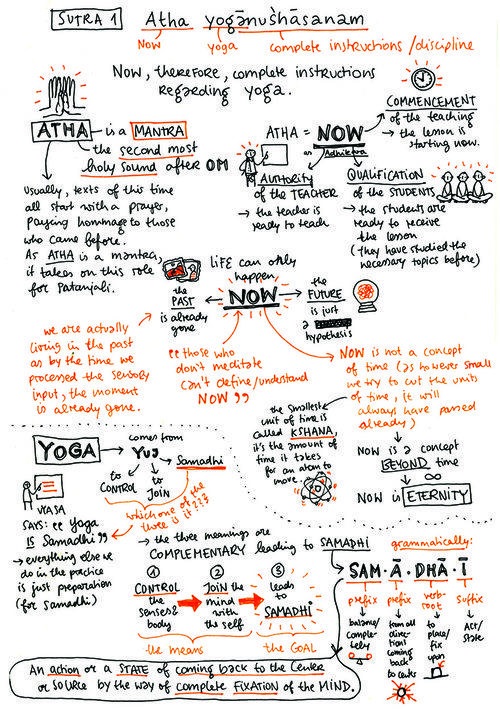 SUTRA 1
Atha yogānuśhāsanam
Now yoga complete instructions / discipline
Now, therefore, complete instructions
regarding yoga.
ATHA – is a MANTRA
the second most
holy sound after OM
Usually, texts of this time
all start with a prayer,
paying hommage to those
who came before.
As ATHA is a mantra,
it takes on this role
for Patanjali.
ATHA = NOW
as Adhikara
COMMENCEMENT
of the teaching
→ the lesson is
starting now.
AUTHORITY
of the TEACHER
→ the teacher is
ready to teach
QUALIFICATION
of the STUDENTS
→ the students are
ready to receive
the lesson
(they have studied the
necessary topics before)
LIFE can only
happen
NOW
the
PAST
is already
gone
the
FUTURE
is just
a
hypothesis
we are actually
living in the past
as by the time we
processed the sensory
input, the moment
is already gone.
"those who
don't meditate
can't define/understand
NOW"
NOW is not a concept
of time (as however small
we try to cut the units
of time, it will
always have passed
already)
the smallest
unit of time is
called KSHANA,
it's the amount of
time it takes
for an atom to
move
NOW is a concept
BEYOND time
∞
NOW is ETERNITY
YOGA
comes from
YUJ → Samadhi
to
CONTROL
to
JOIN
which one of the
three is it???
VYASA
SAYS: "Yoga
IS Samadhi"
→ everything else we
do in the practice
is just preparation
(for Samadhi)
→ the three meanings are
COMPLEMENTARY leading to SAMADHI
1 2 3
CONTROL
the
senses &
body
JOIN the
mind
with
the self
leads
to
SAMADHI
the means
the GOAL
grammatically:
SAM·Ā·DHĀ·Ī
prefix prefix verb-root suffix
balance/
completely
from all
directions
coming
back
to center
to
place/
fix
upon
Act/
State
An action or a STATE of coming back to the Center
or SOURCE by the way of complete FIXATION of the MIND.